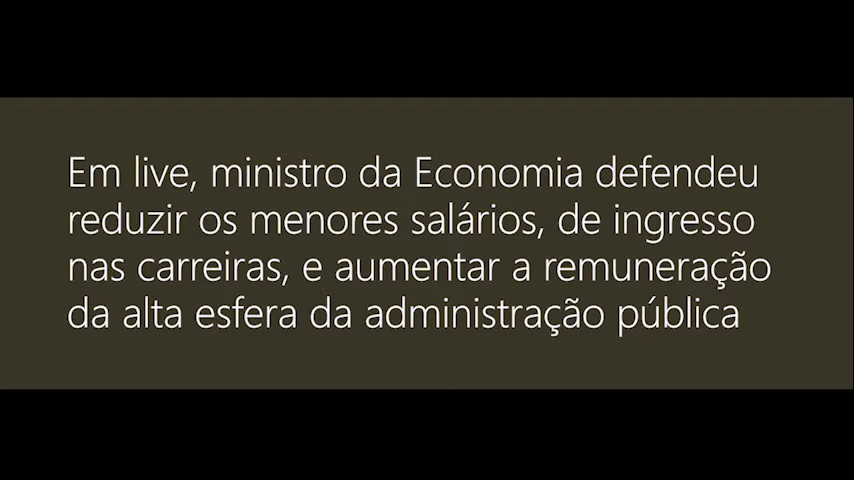 Em live, ministro da Economia defendeu
reduzir os menores salários, de ingresso
nas carreiras, e aumentar a remuneração
da alta esfera da administração pública